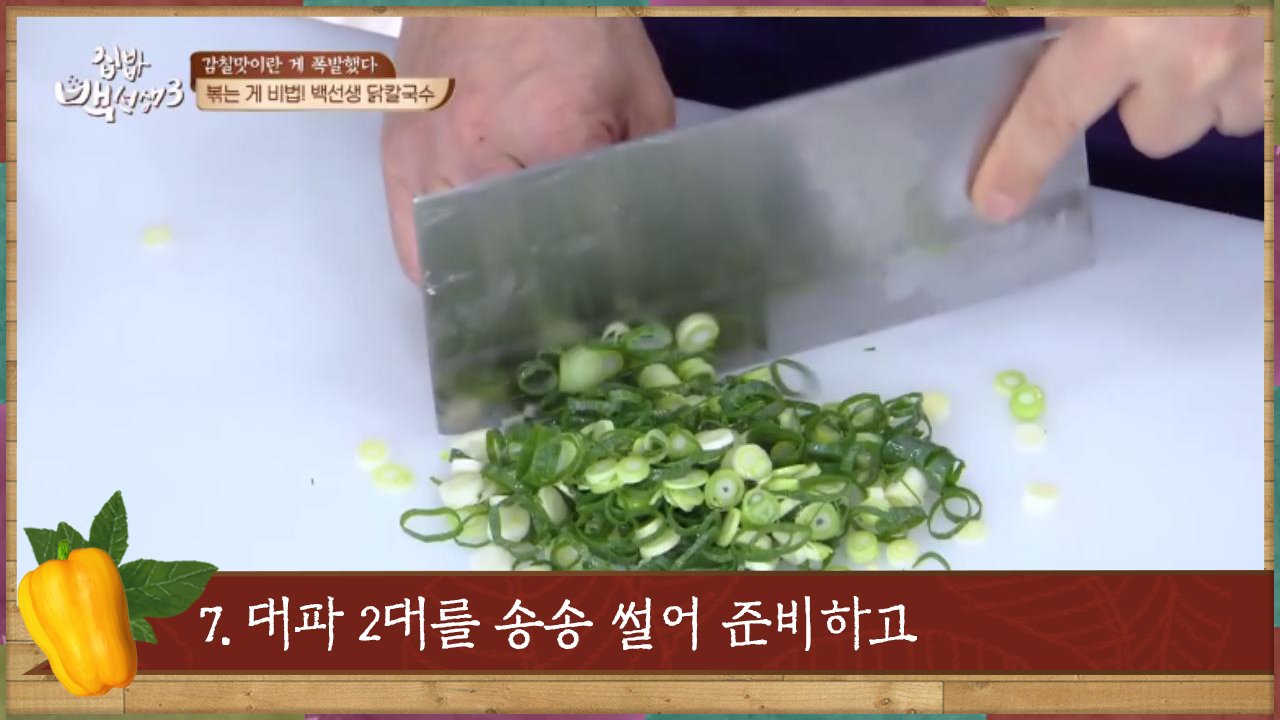 집밥
백선생3
감칠맛이란 게 폭발했다
볶는 게 비법! 백선생 닭칼국수
7. 대파 2대를 송송 썰어 준비하고